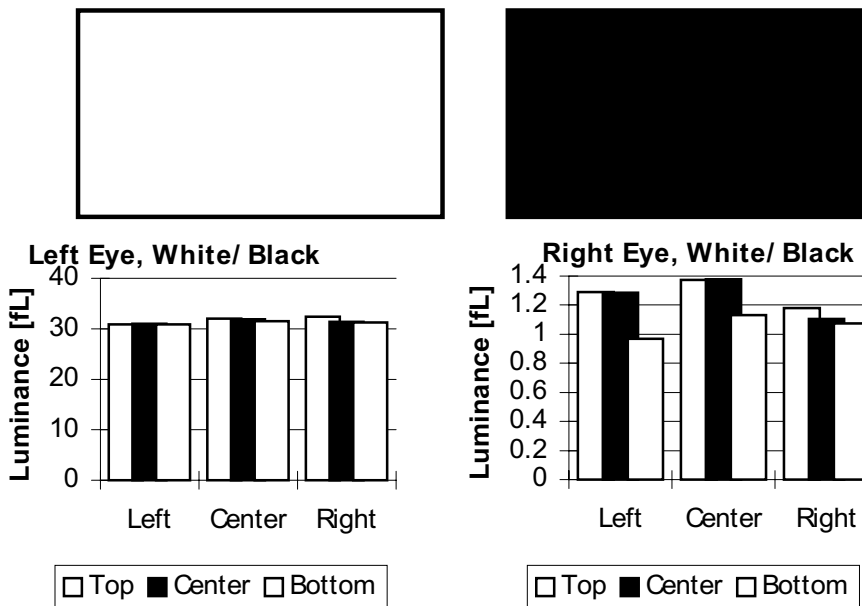 Left Eye, White/ Black
Luminance [fL]
40
30
20
10
0
Left Center Right
Top Center Bottom
Right Eye, White/ Black
Luminance [fL]
1.4
1.2
1
0.8
0.6
0.4
0.2
0
Left Center Right
Top Center Bottom